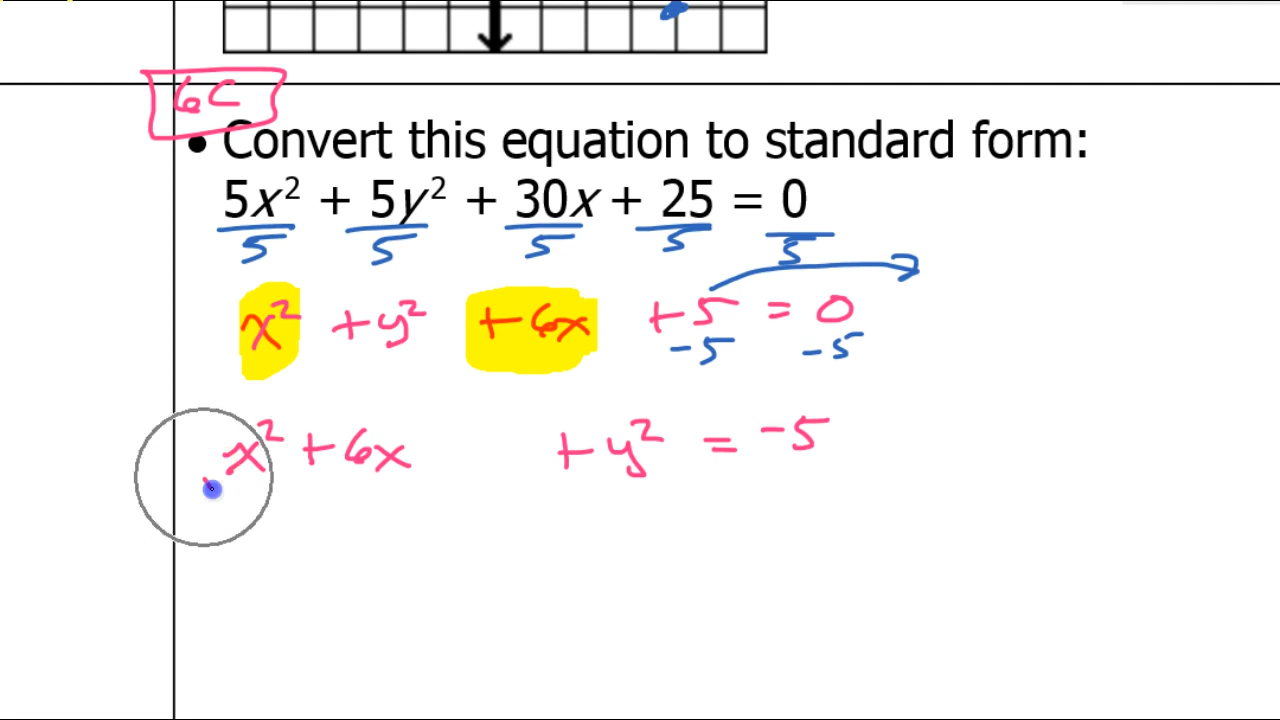 6C
• Convert this equation to standard form:
5x² + 5y² + 30x + 25 = 0
5 5 5 5 5
x² +y² +6x +5 = 0
-5 -5
x² +6x +y² = -5